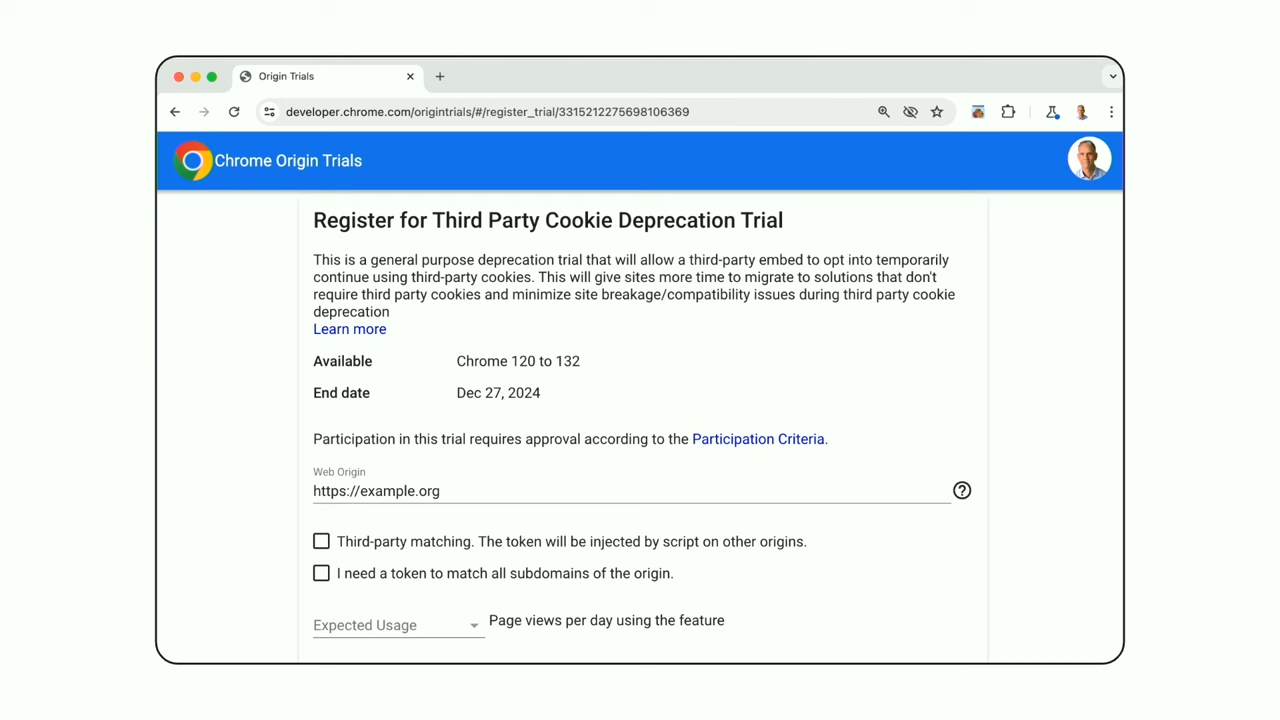 Origin Trials
developer.chrome.com/origintrials/#/register_trial/3315212275698106369
Chrome Origin Trials
Register for Third Party Cookie Deprecation Trial
This is a general purpose deprecation trial that will allow a third-party embed to opt into temporarily
continue using third-party cookies. This will give sites more time to migrate to solutions that don't
require third party cookies and minimize site breakage/compatibility issues during third party cookie
deprecation
Learn more
Available Chrome 120 to 132
End date Dec 27, 2024
Participation in this trial requires approval according to the Participation Criteria.
Web Origin
https://example.org
Third-party matching. The token will be injected by script on other origins.
I need a token to match all subdomains of the origin.
Expected Usage Page views per day using the feature